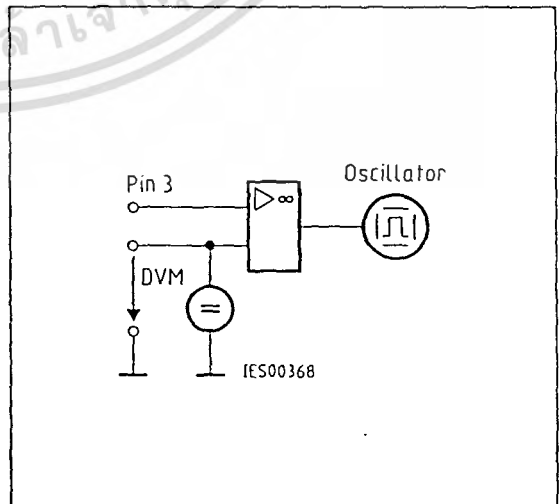 Pin 3
Oscillator
▷ ∞
DVM
=
IES00368